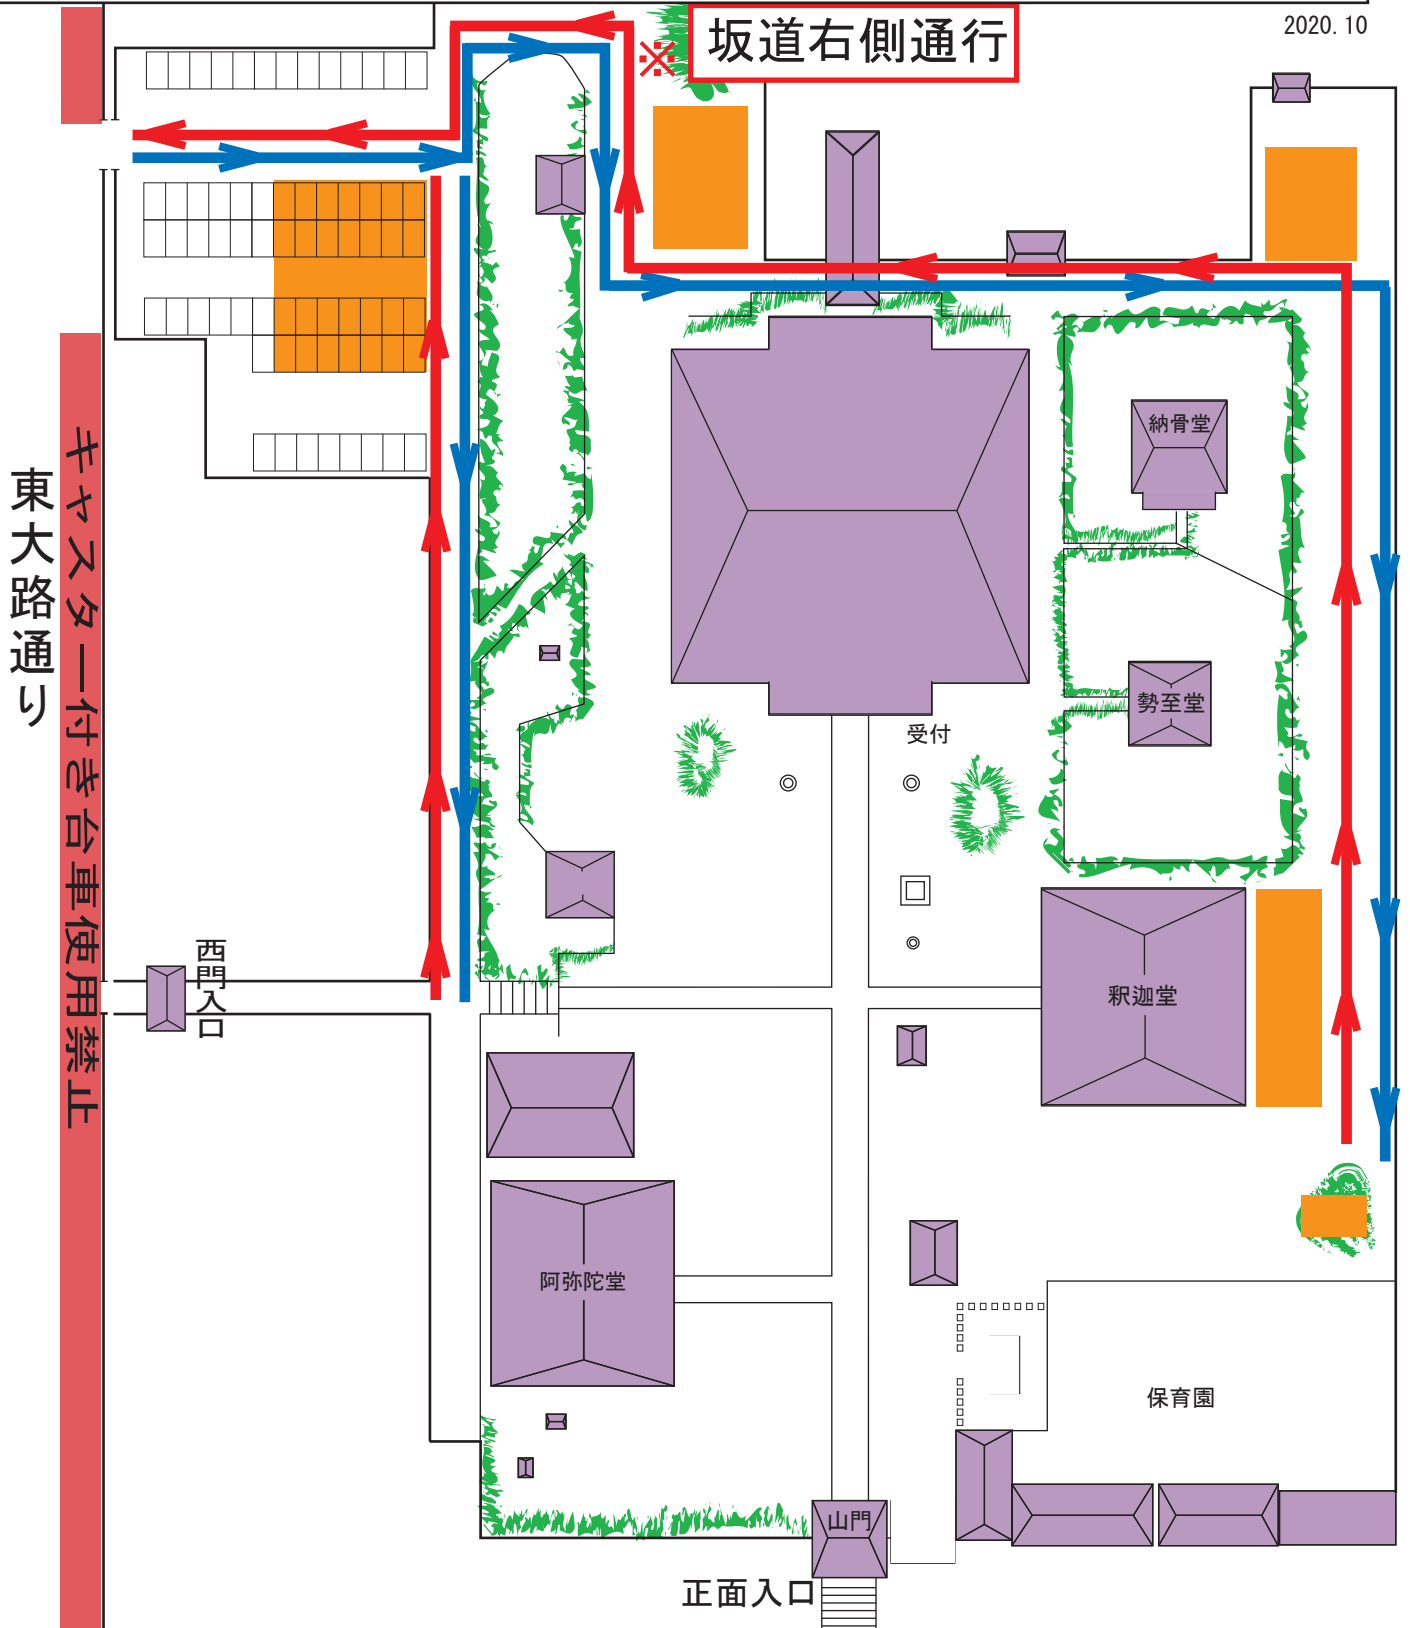 2020.10
※
坂道右側通行
東大路通り
キャスター付き台車使用禁止
納骨堂
勢至堂
受付
西門入口
釈迦堂
阿弥陀堂
保育園
山門
正面入口